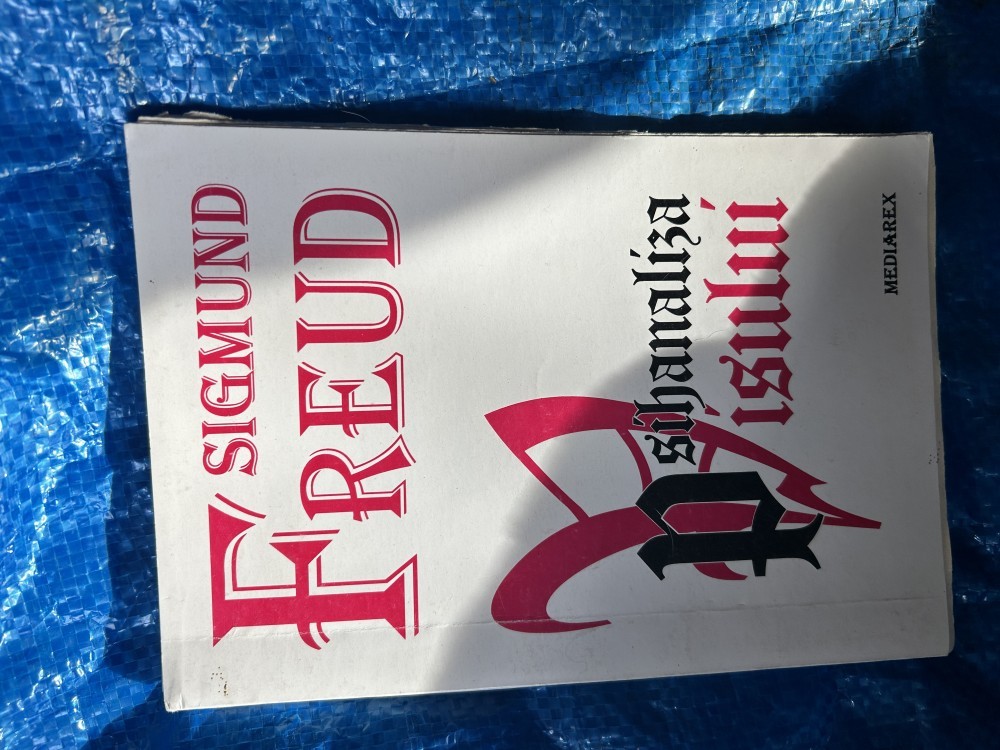 SIGMUND
FREUD
Psihanaliza
Visului
MEDIAREX